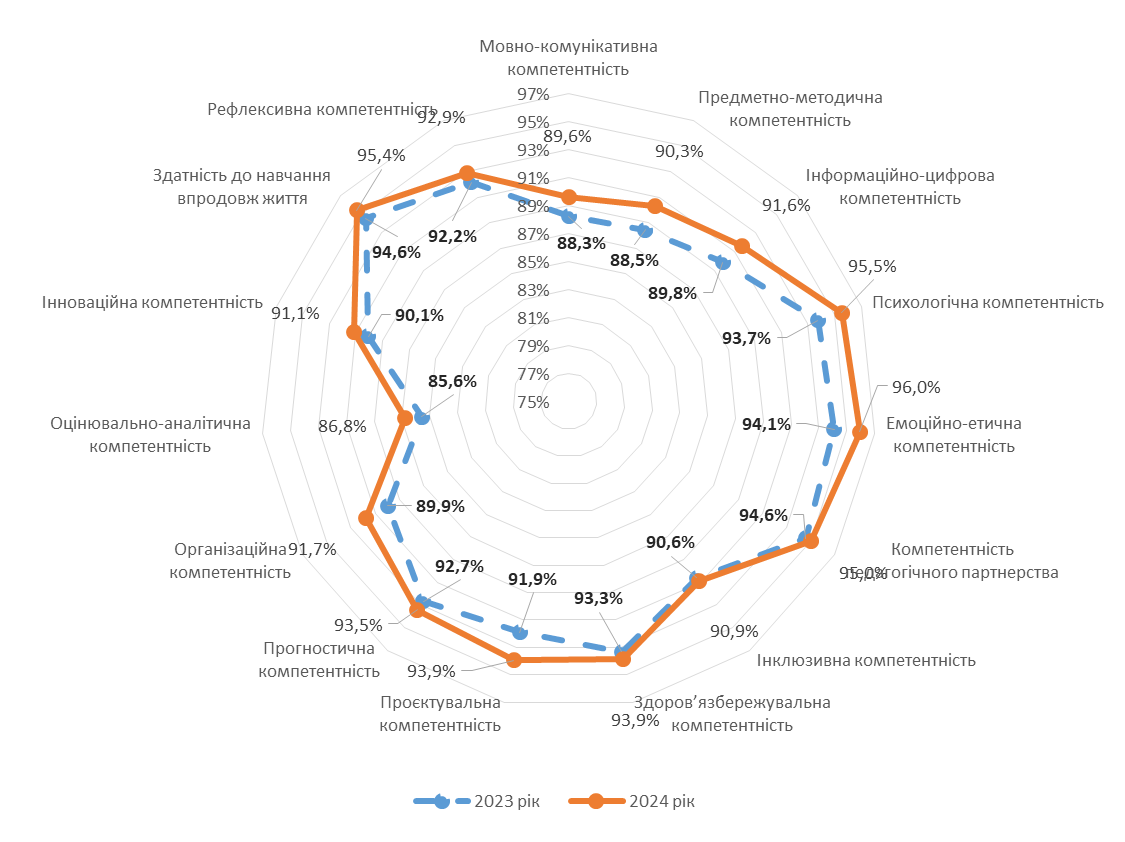 Мовно-комунікативна
компетентність
97%
Предметно-методична
компетентність
Рефлексивна компетентність
92,9%
95%
89,6%
93%
90,3%
95,4%
Здатність до навчання
впродовж життя
91%
Інформаційно-цифрова
компетентність
91,6%
89%
92,2%
94,6%
88,3%
88,5%
87%
95,5%
85%
89,8%
83%
Інноваційна компетентність
91,1%
90,1%
81%
Психологічна компетентність
93,7%
79%
77%
85,6%
75%
96,0%
Оцінювально-аналітична
компетентність
86,8%
94,1%
Емоційно-етична
компетентність
89,9%
94,6%
Організаційна
компетентність
91,7%
90,6%
Компетентність
95,0%
педагогічного партнерства
92,7%
91,9%
93,3%
93,5%
90,9%
Прогностична
компетентність
93,9%
Інклюзивна компетентність
Проєктувальна
компетентність
Здоров’язбережувальна
компетентність
93,9%
2023 рік
2024 рік